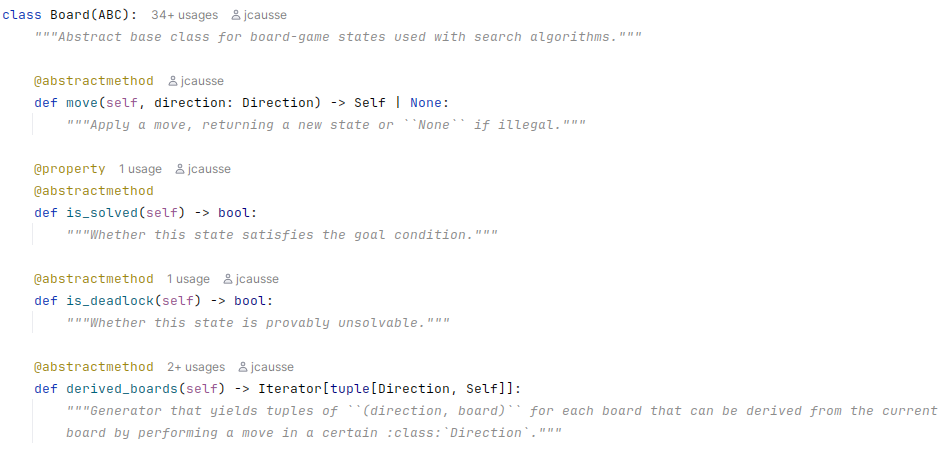 class Board(ABC): 34+ usages jcausse
"""Abstract base class for board-game states used with search algorithms."""
@abstractmethod jcausse
def move(self, direction: Direction) -> Self | None:
"""Apply a move, returning a new state or ``None`` if illegal."""
@property 1 usage jcausse
@abstractmethod
def is_solved(self) -> bool:
"""Whether this state satisfies the goal condition."""
@abstractmethod 1 usage jcausse
def is_deadlock(self) -> bool:
"""Whether this state is provably unsolvable."""
@abstractmethod 2+ usages jcausse
def derived_boards(self) -> Iterator[tuple[Direction, Self]]:
"""Generator that yields tuples of ``(direction, board)`` for each board that can be derived from the current
board by performing a move in a certain :class:`Direction`."""